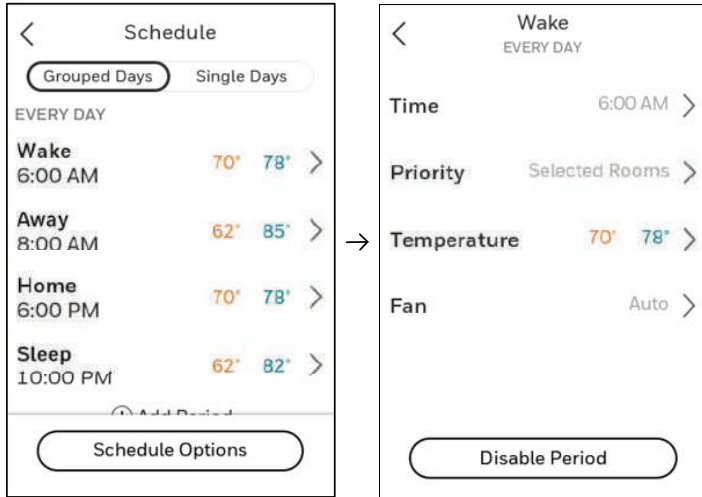 Schedule
Grouped Days Single Days
EVERY DAY
Wake
6:00 AM
70° 78°
Away
8:00 AM
62° 85°
Home
6:00 PM
70° 78°
Sleep
10:00 PM
62° 82°
Add Period
Schedule Options
Wake
EVERY DAY
Time 6:00 AM
Priority Selected Rooms
Temperature 70° 78°
Fan Auto
Disable Period